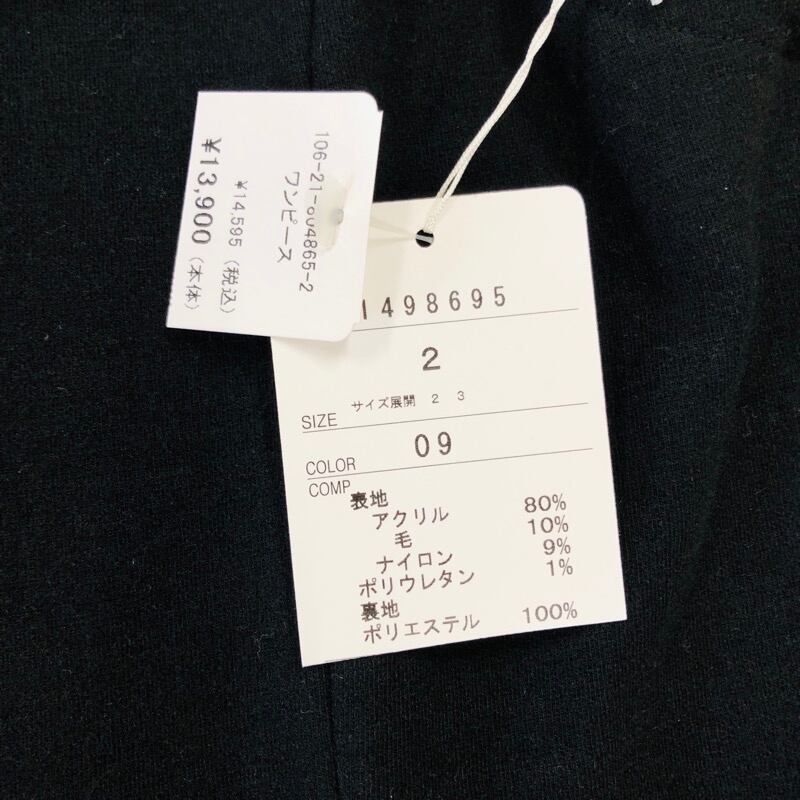 106-21-604865-2
ワンピース
¥14,595 (税込)
¥13,900 (本体)
1498695
2
SIZE サイズ展開 2 3
COLOR 09
COMP
表地
アクリル 80%
毛 10%
ナイロン 9%
ポリウレタン 1%
裏地
ポリエステル 100%